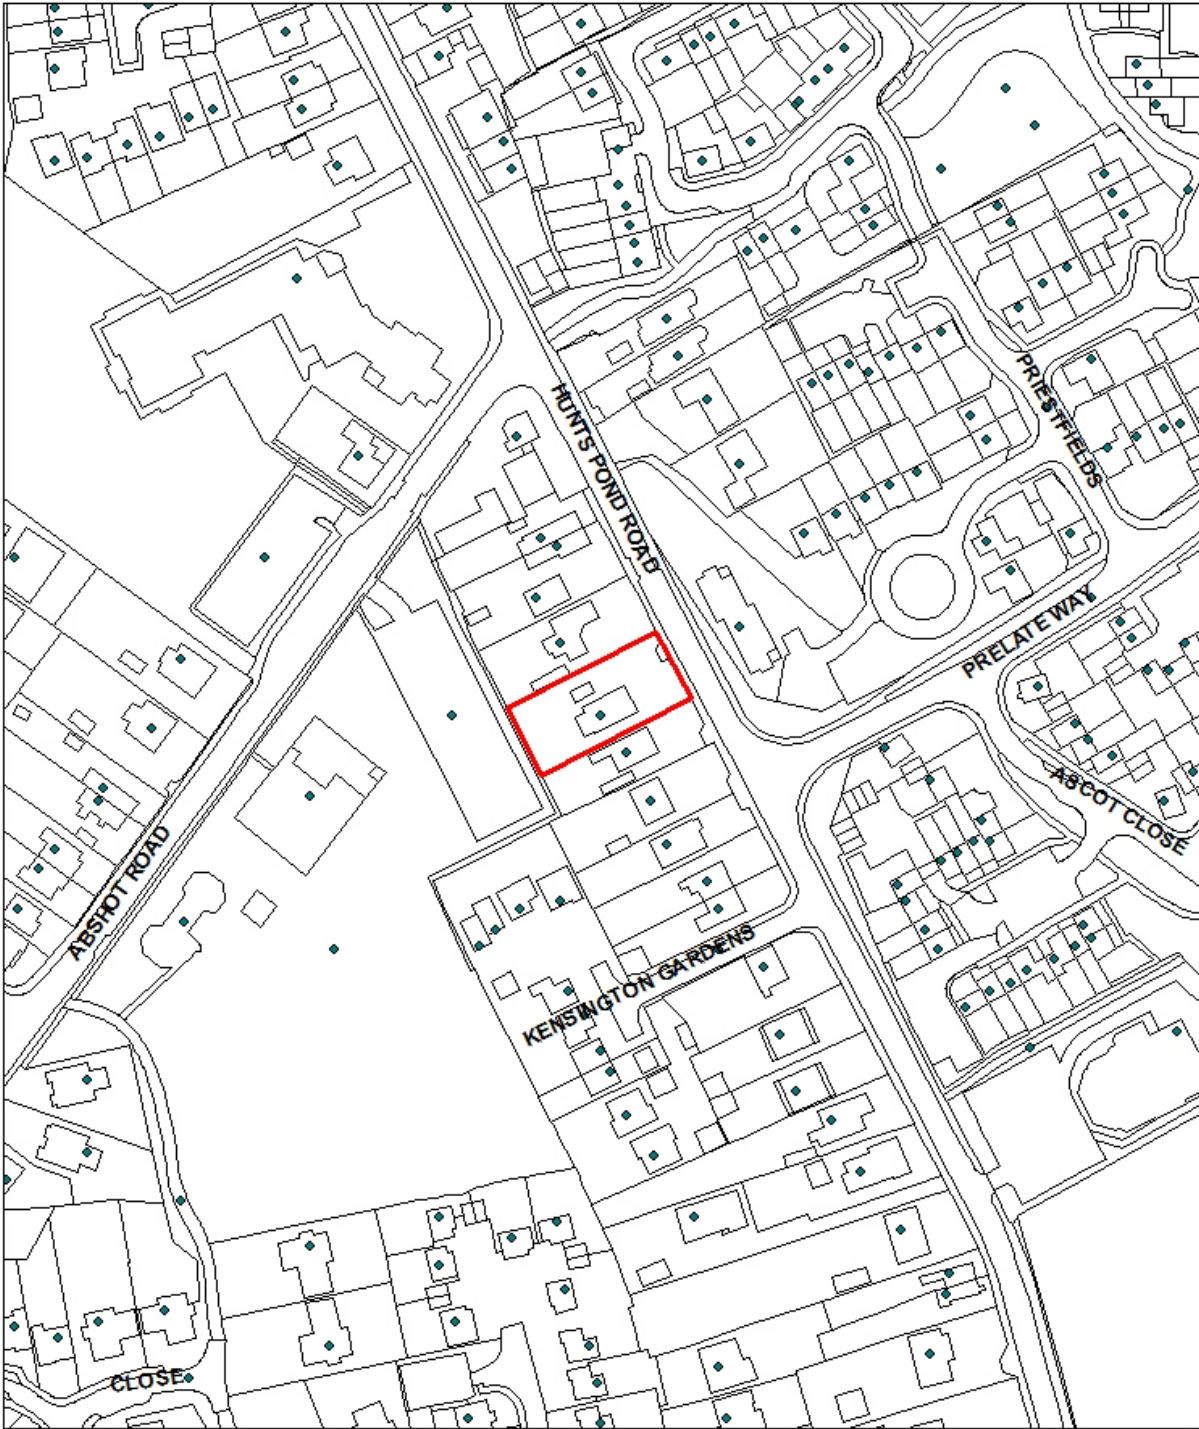 HUNTS POND ROAD
PRIESTFIELDS
PRELATE WAY
ASCOT CLOSE
ABSHOT ROAD
KENSINGTON GARDENS
CLOSE